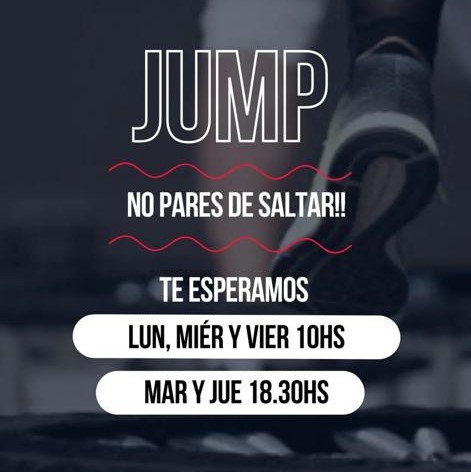 JUMP
NO PARES DE SALTAR!!
TE ESPERAMOS
LUN, MIÉR Y VIER 10HS
MAR Y JUE 18.30HS